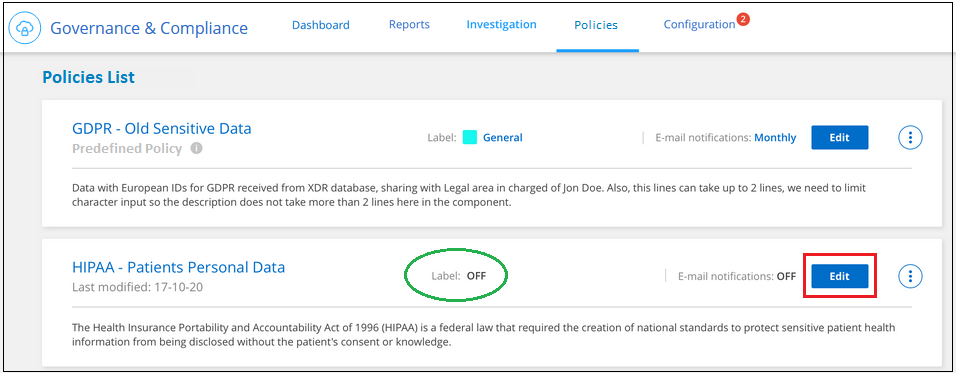 Governance & Compliance Dashboard Reports Investigation Policies Configuration 2
Policies List
GDPR - Old Sensitive Data Label: General E-mail notifications: Monthly Edit
Predefined Policy i
Data with European IDs for GDPR received from XDR database, sharing with Legal area in charged of Jon Doe. Also, this lines can take up to 2 lines, we need to limit
character input so the description does not take more than 2 lines here in the component.
HIPAA - Patients Personal Data Label: OFF E-mail notifications: OFF Edit
Last modified: 17-10-20
The Health Insurance Portability and Accountability Act of 1996 (HIPAA) is a federal law that required the creation of national standards to protect sensitive patient health
information from being disclosed without the patient's consent or knowledge.